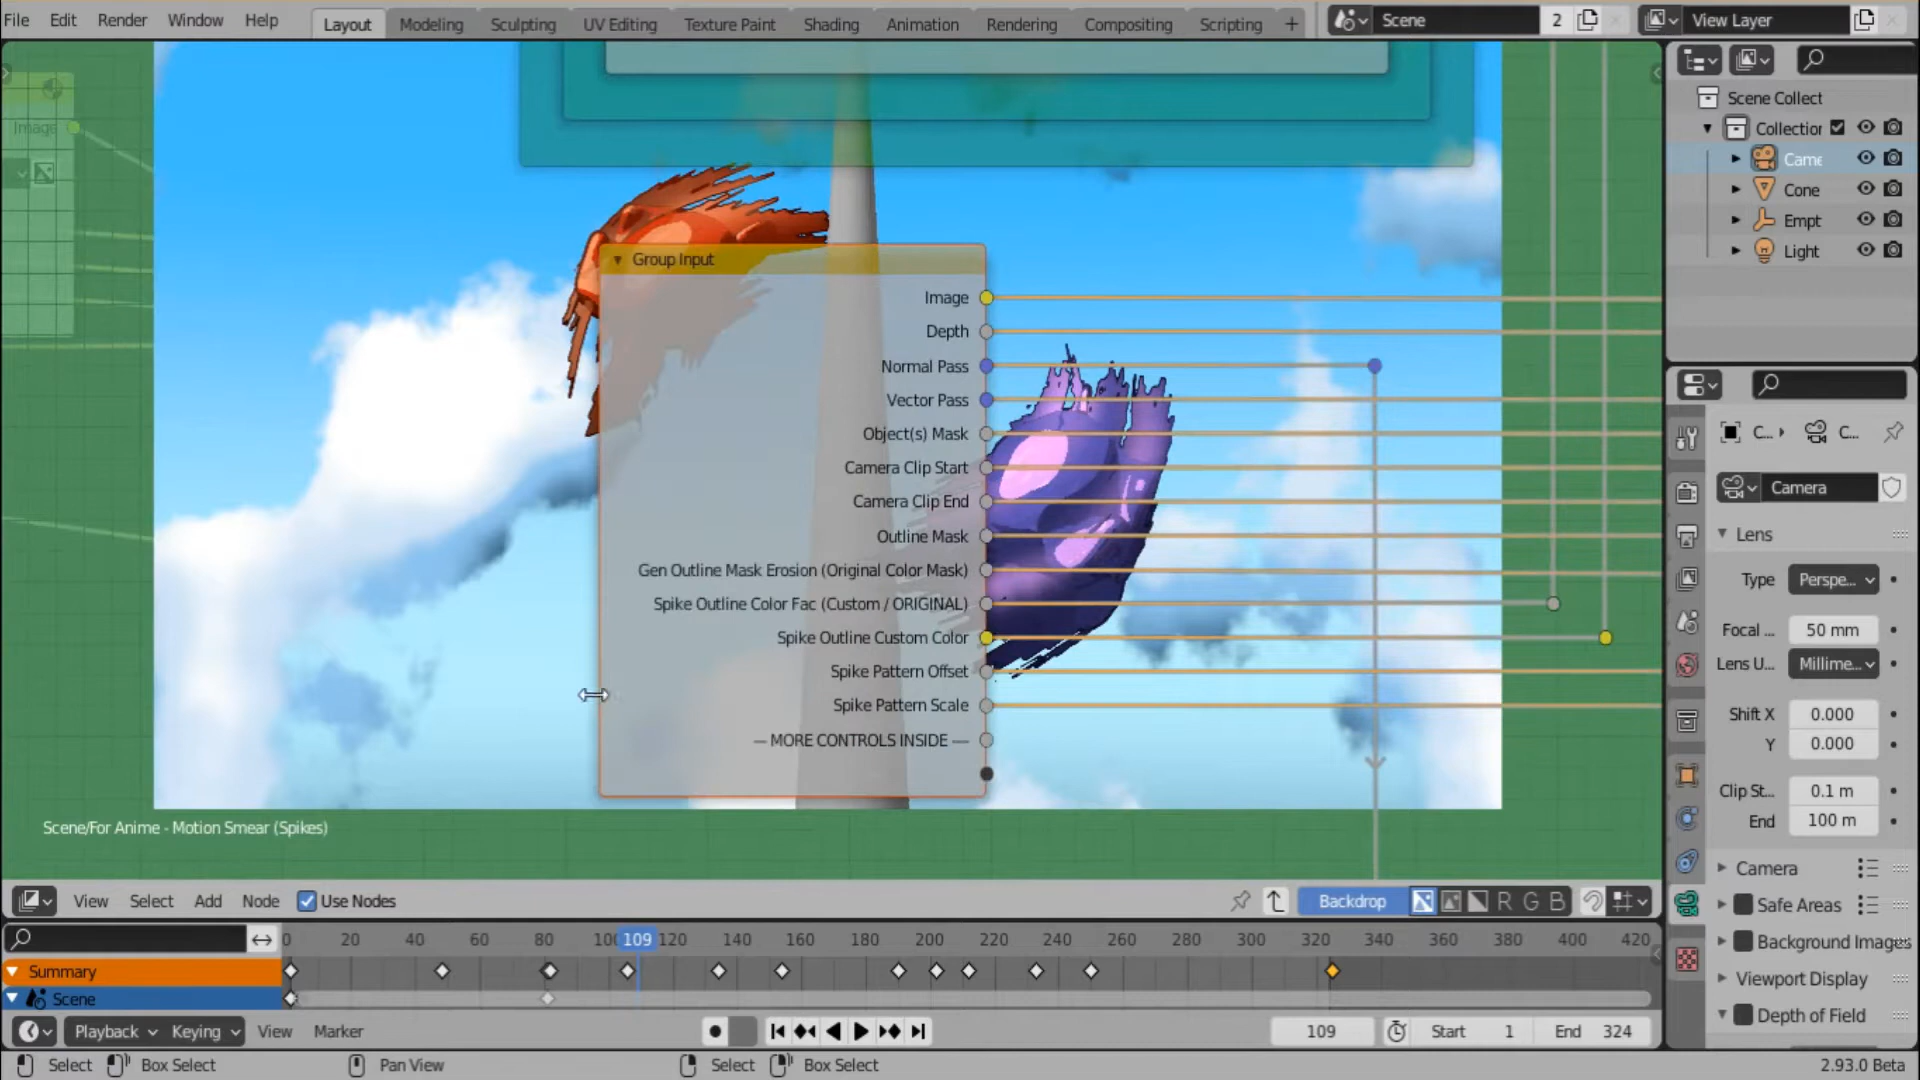 File Edit Render Window Help Layout Modeling Sculpting UV Editing Texture Paint Shading Animation Rendering Compositing Scripting + Scene 2 View Layer
Scene Collect
Collection
Came
Cone
Empt
Light
Image
Group Input
Image
Depth
Normal Pass
Vector Pass
Object(s) Mask
Camera Clip Start
Camera Clip End
Outline Mask
Gen Outline Mask Erosion (Original Color Mask)
Spike Outline Color Fac (Custom / ORIGINAL)
Spike Outline Custom Color
Spike Pattern Offset
Spike Pattern Scale
— MORE CONTROLS INSIDE —
Scene/For Anime - Motion Smear (Spikes)
C... C...
Camera
Lens
Type Perspe...
Focal ... 50 mm
Lens U... Millime...
Shift X 0.000
Y 0.000
Clip St... 0.1 m
End 100 m
Camera
Safe Areas
Background Images
Viewport Display
Depth of Field
View Select Add Node Use Nodes Backdrop R G B
0 20 40 60 80 100 109 120 140 160 180 200 220 240 260 280 300 320 340 360 380 400 420
Summary
Scene
Playback Keying View Marker 109 Start 1 End 324
Select Box Select Pan View Select Box Select 2.93.0 Beta